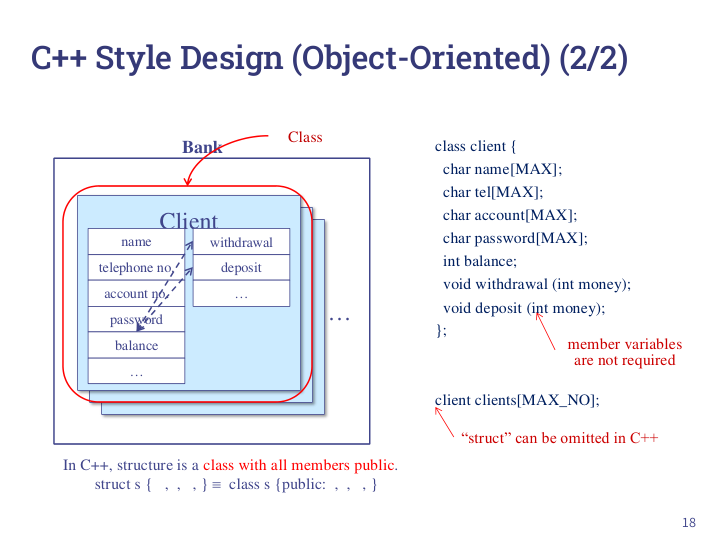 C++ Style Design (Object-Oriented) (2/2)
Bank
Class
Client
name
telephone no.
account no.
password
balance
…
withdrawal
deposit
…
…
class client {
char name[MAX];
char tel[MAX];
char account[MAX];
char password[MAX];
int balance;
void withdrawal (int money);
void deposit (int money);
};
member variables
are not required
client clients[MAX_NO];
“struct” can be omitted in C++
In C++, structure is a class with all members public.
struct s { , , , } ≡ class s {public: , , , }
18